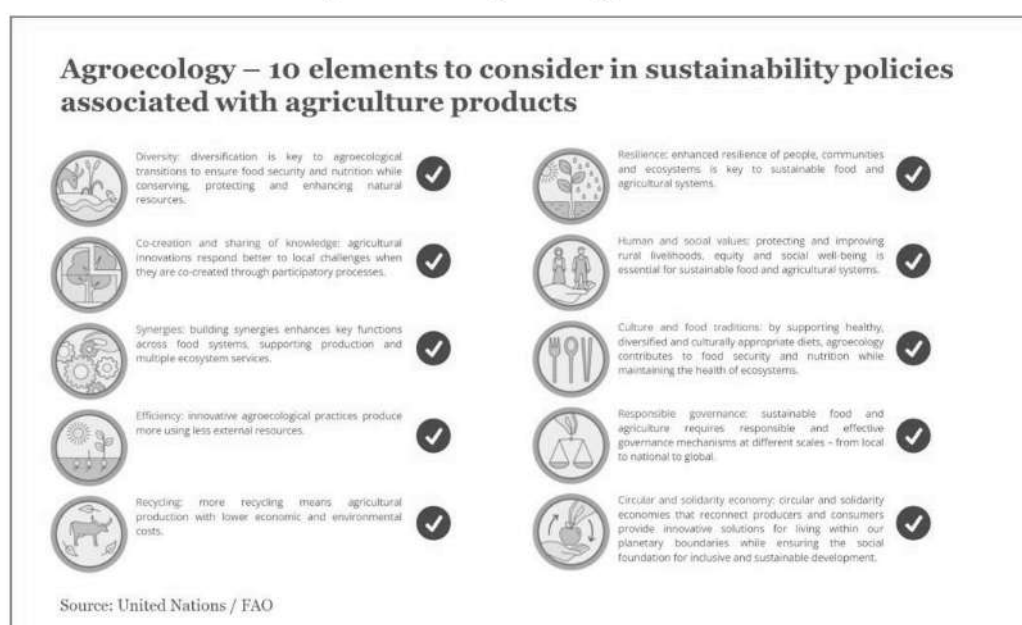 Agroecology – 10 elements to consider in sustainability policies
associated with agriculture products
Diversity: diversification is key to agroecological
transitions to ensure food security and nutrition while
conserving, protecting and enhancing natural
resources.
Co-creation and sharing of knowledge: agricultural
innovations respond better to local challenges when
they are co-created through participatory processes.
Synergies: building synergies enhances key functions
across food systems, supporting production and
multiple ecosystem services.
Efficiency: innovative agroecological practices produce
more using less external resources.
Recycling: more recycling means agricultural
production with lower economic and environmental
costs.
Resilience: enhanced resilience of people, communities
and ecosystems is key to sustainable food and
agricultural systems.
Human and social values: protecting and improving
rural livelihoods, equity and social well-being is
essential for sustainable food and agricultural systems.
Culture and food traditions: by supporting healthy,
diversified and culturally appropriate diets, agroecology
contributes to food security and nutrition while
maintaining the health of ecosystems.
Responsible governance: sustainable food and
agriculture requires responsible and effective
governance mechanisms at different scales – from local
to national to global.
Circular and solidarity economy: circular and solidarity
economies that reconnect producers and consumers
provide innovative solutions for living within our
planetary boundaries while ensuring the social
foundation for inclusive and sustainable development.
Source: United Nations / FAO